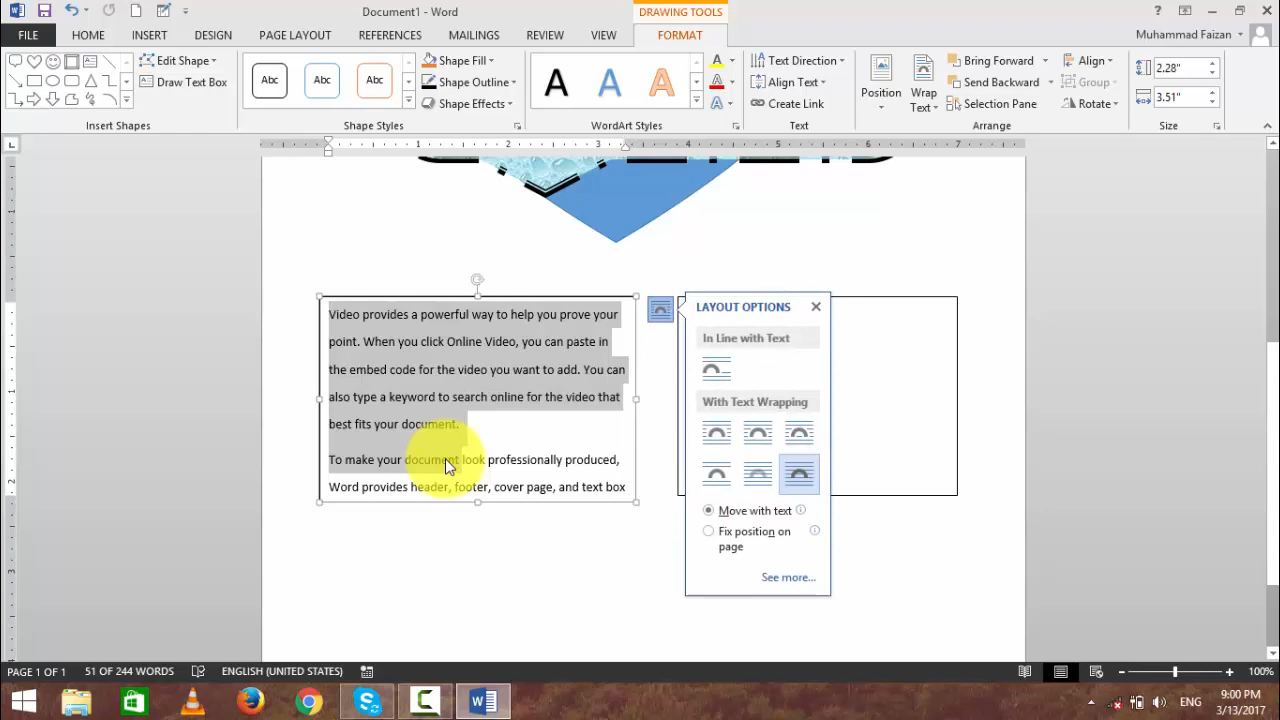 Document1 - Word
DRAWING TOOLS
FILE
HOME
INSERT
DESIGN
PAGE LAYOUT
REFERENCES
MAILINGS
REVIEW
VIEW
FORMAT
Muhammad Faizan
Edit Shape
Draw Text Box
Insert Shapes
Abc
Abc
Abc
Shape Fill
Shape Outline
Shape Effects
Shape Styles
A
A
A
WordArt Styles
Text Direction
Align Text
Create Link
Text
Position
Wrap
Text
Bring Forward
Send Backward
Selection Pane
Align
Group
Rotate
Arrange
2.28"
3.51"
Size
1 2 3 4 5 6 7
Video provides a powerful way to help you prove your
point. When you click Online Video, you can paste in
the embed code for the video you want to add. You can
also type a keyword to search online for the video that
best fits your document.
To make your document look professionally produced,
Word provides header, footer, cover page, and text box
LAYOUT OPTIONS
In Line with Text
With Text Wrapping
Move with text
Fix position on
page
See more...
PAGE 1 OF 1
51 OF 244 WORDS
ENGLISH (UNITED STATES)
100%
ENG
9:00 PM
3/13/2017